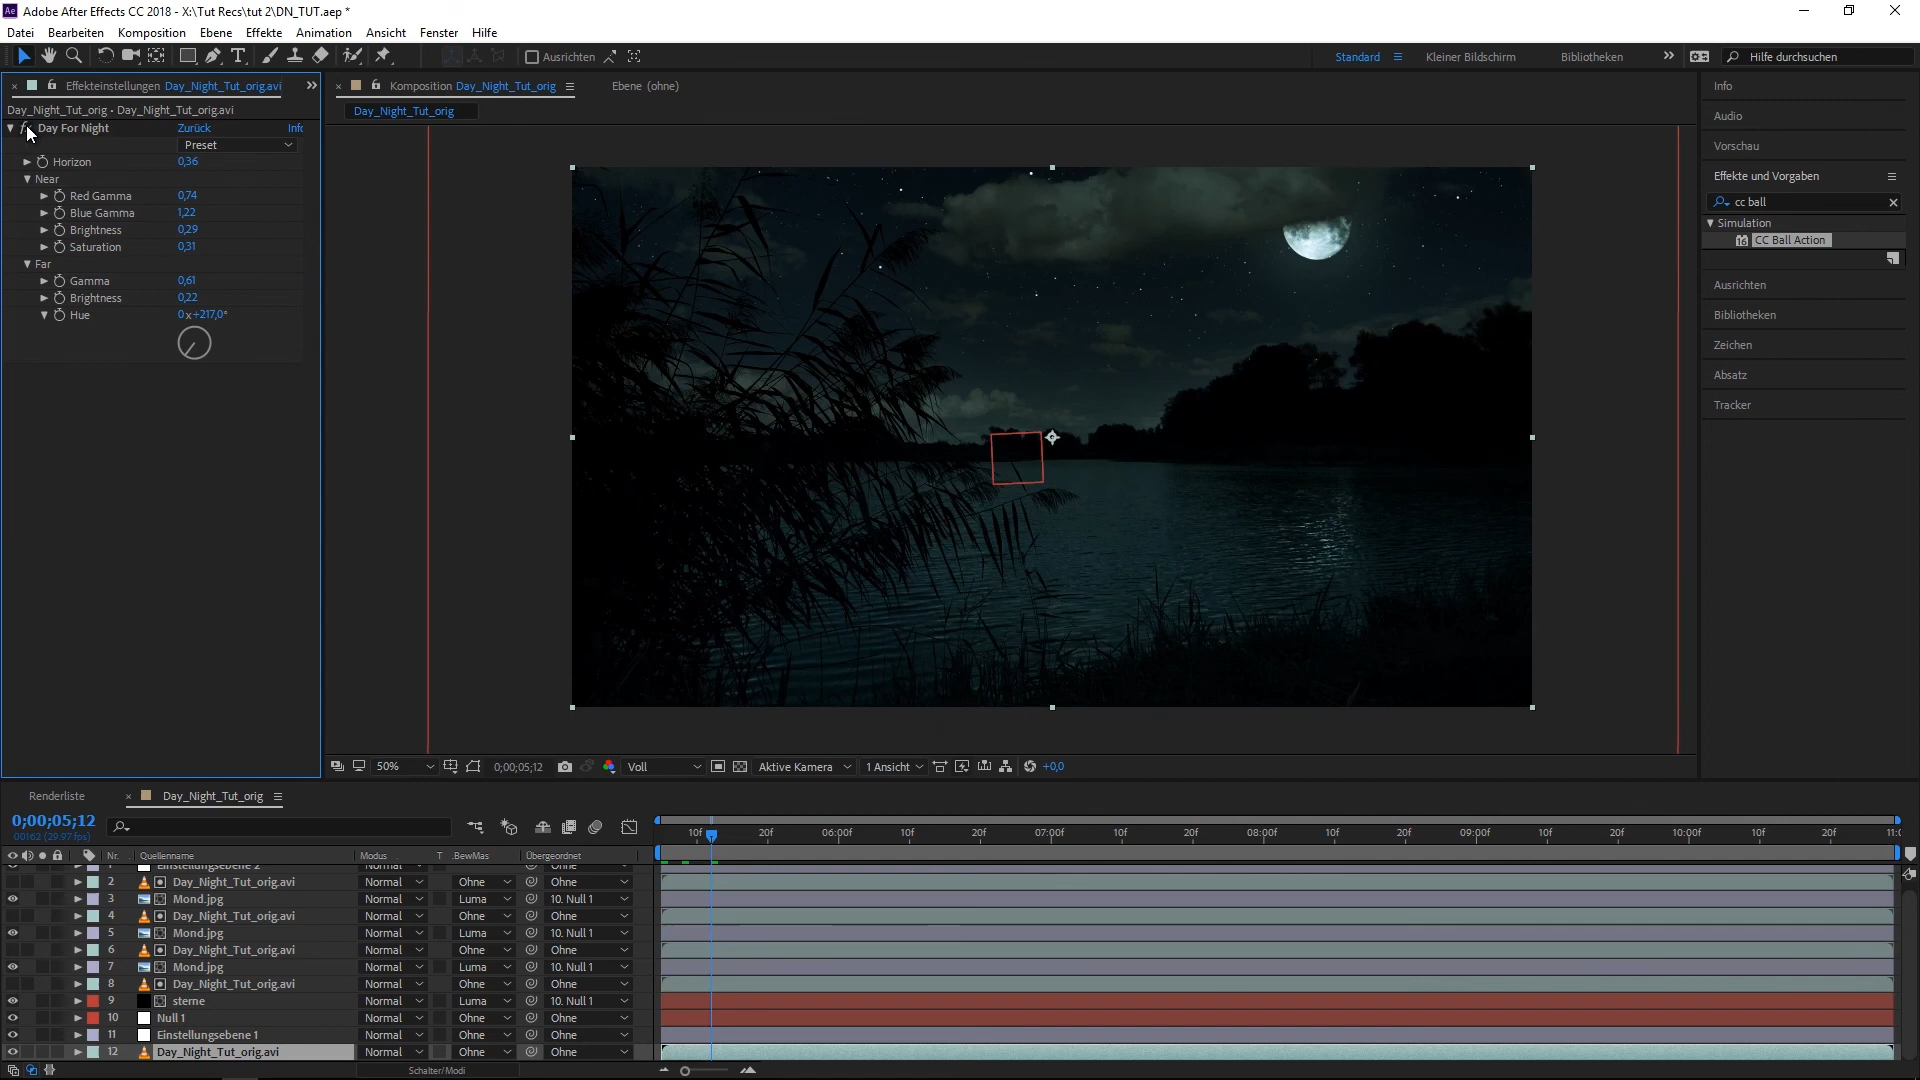 Adobe After Effects CC 2018 - X:\Tut Recs\tut 2\DN_TUT.aep *
Datei Bearbeiten Komposition Ebene Effekte Animation Ansicht Fenster Hilfe
Ausrichten Standard Kleiner Bildschirm Bibliotheken Hilfe durchsuchen
Effekteinstellungen Day_Night_Tut_orig.avi
Day_Night_Tut_orig • Day_Night_Tut_orig.avi
Day For Night Zurück Info
Preset
Horizon 0,36
Near
Red Gamma 0,74
Blue Gamma 1,22
Brightness 0,29
Saturation 0,31
Far
Gamma 0,61
Brightness 0,22
Hue 0x+217,0°
Komposition Day_Night_Tut_orig Ebene (ohne)
Day_Night_Tut_orig
50% 0;00;05;12 Voll Aktive Kamera 1 Ansicht +0,0
Info
Audio
Vorschau
Effekte und Vorgaben
cc ball
Simulation
16 CC Ball Action
Ausrichten
Bibliotheken
Zeichen
Absatz
Tracker
Renderliste Day_Night_Tut_orig
0;00;05;12
00162 (29.97 fps)
10f 20f 06:00f 10f 20f 07:00f 10f 20f 08:00f 10f 20f 09:00f 10f 20f 10:00f 10f 20f 11:0
Nr. Quellenname Modus T .BewMas Übergeordnet
1 Einstellungsebene 2 Normal Ohne
2 Day_Night_Tut_orig.avi Normal Ohne Ohne
3 Mond.jpg Normal Luma 10. Null 1
4 Day_Night_Tut_orig.avi Normal Ohne Ohne
5 Mond.jpg Normal Luma 10. Null 1
6 Day_Night_Tut_orig.avi Normal Ohne Ohne
7 Mond.jpg Normal Luma 10. Null 1
8 Day_Night_Tut_orig.avi Normal Ohne Ohne
9 sterne Normal Luma 10. Null 1
10 Null 1 Normal Ohne Ohne
11 Einstellungsebene 1 Normal Ohne Ohne
12 Day_Night_Tut_orig.avi Normal Ohne Ohne
Schalter/Modi